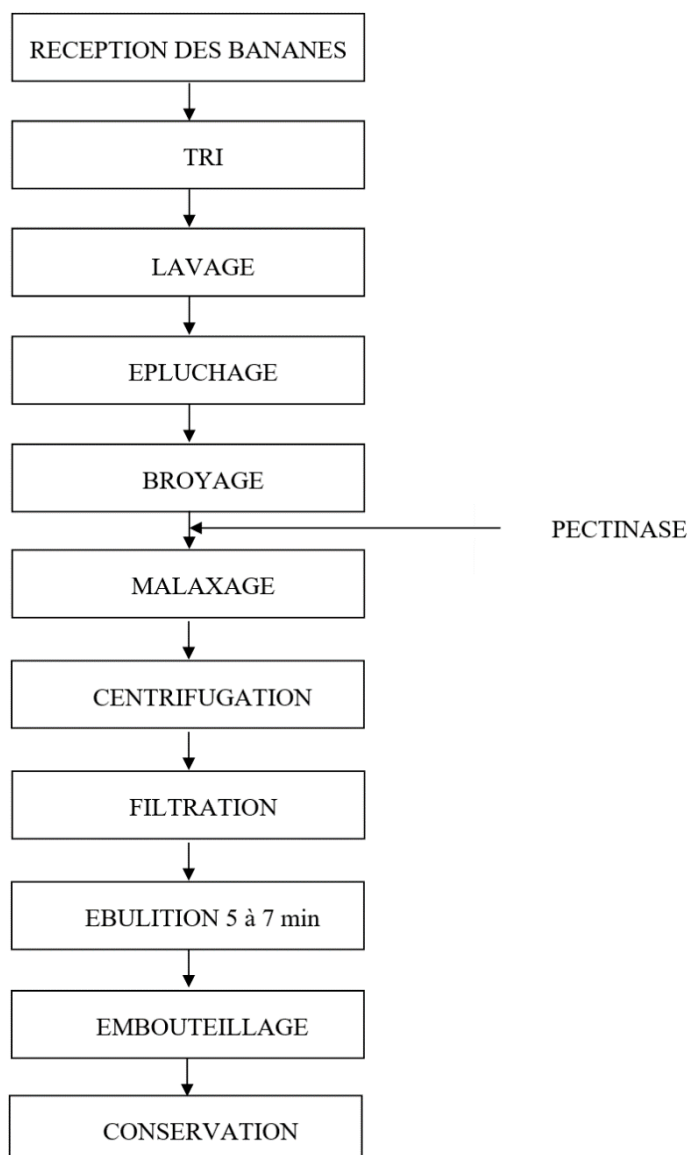 RECEPTION DES BANANES
TRI
LAVAGE
EPLUCHAGE
BROYAGE
PECTINASE
MALAXAGE
CENTRIFUGATION
FILTRATION
EBULITION 5 à 7 min
EMBOUTEILLAGE
CONSERVATION